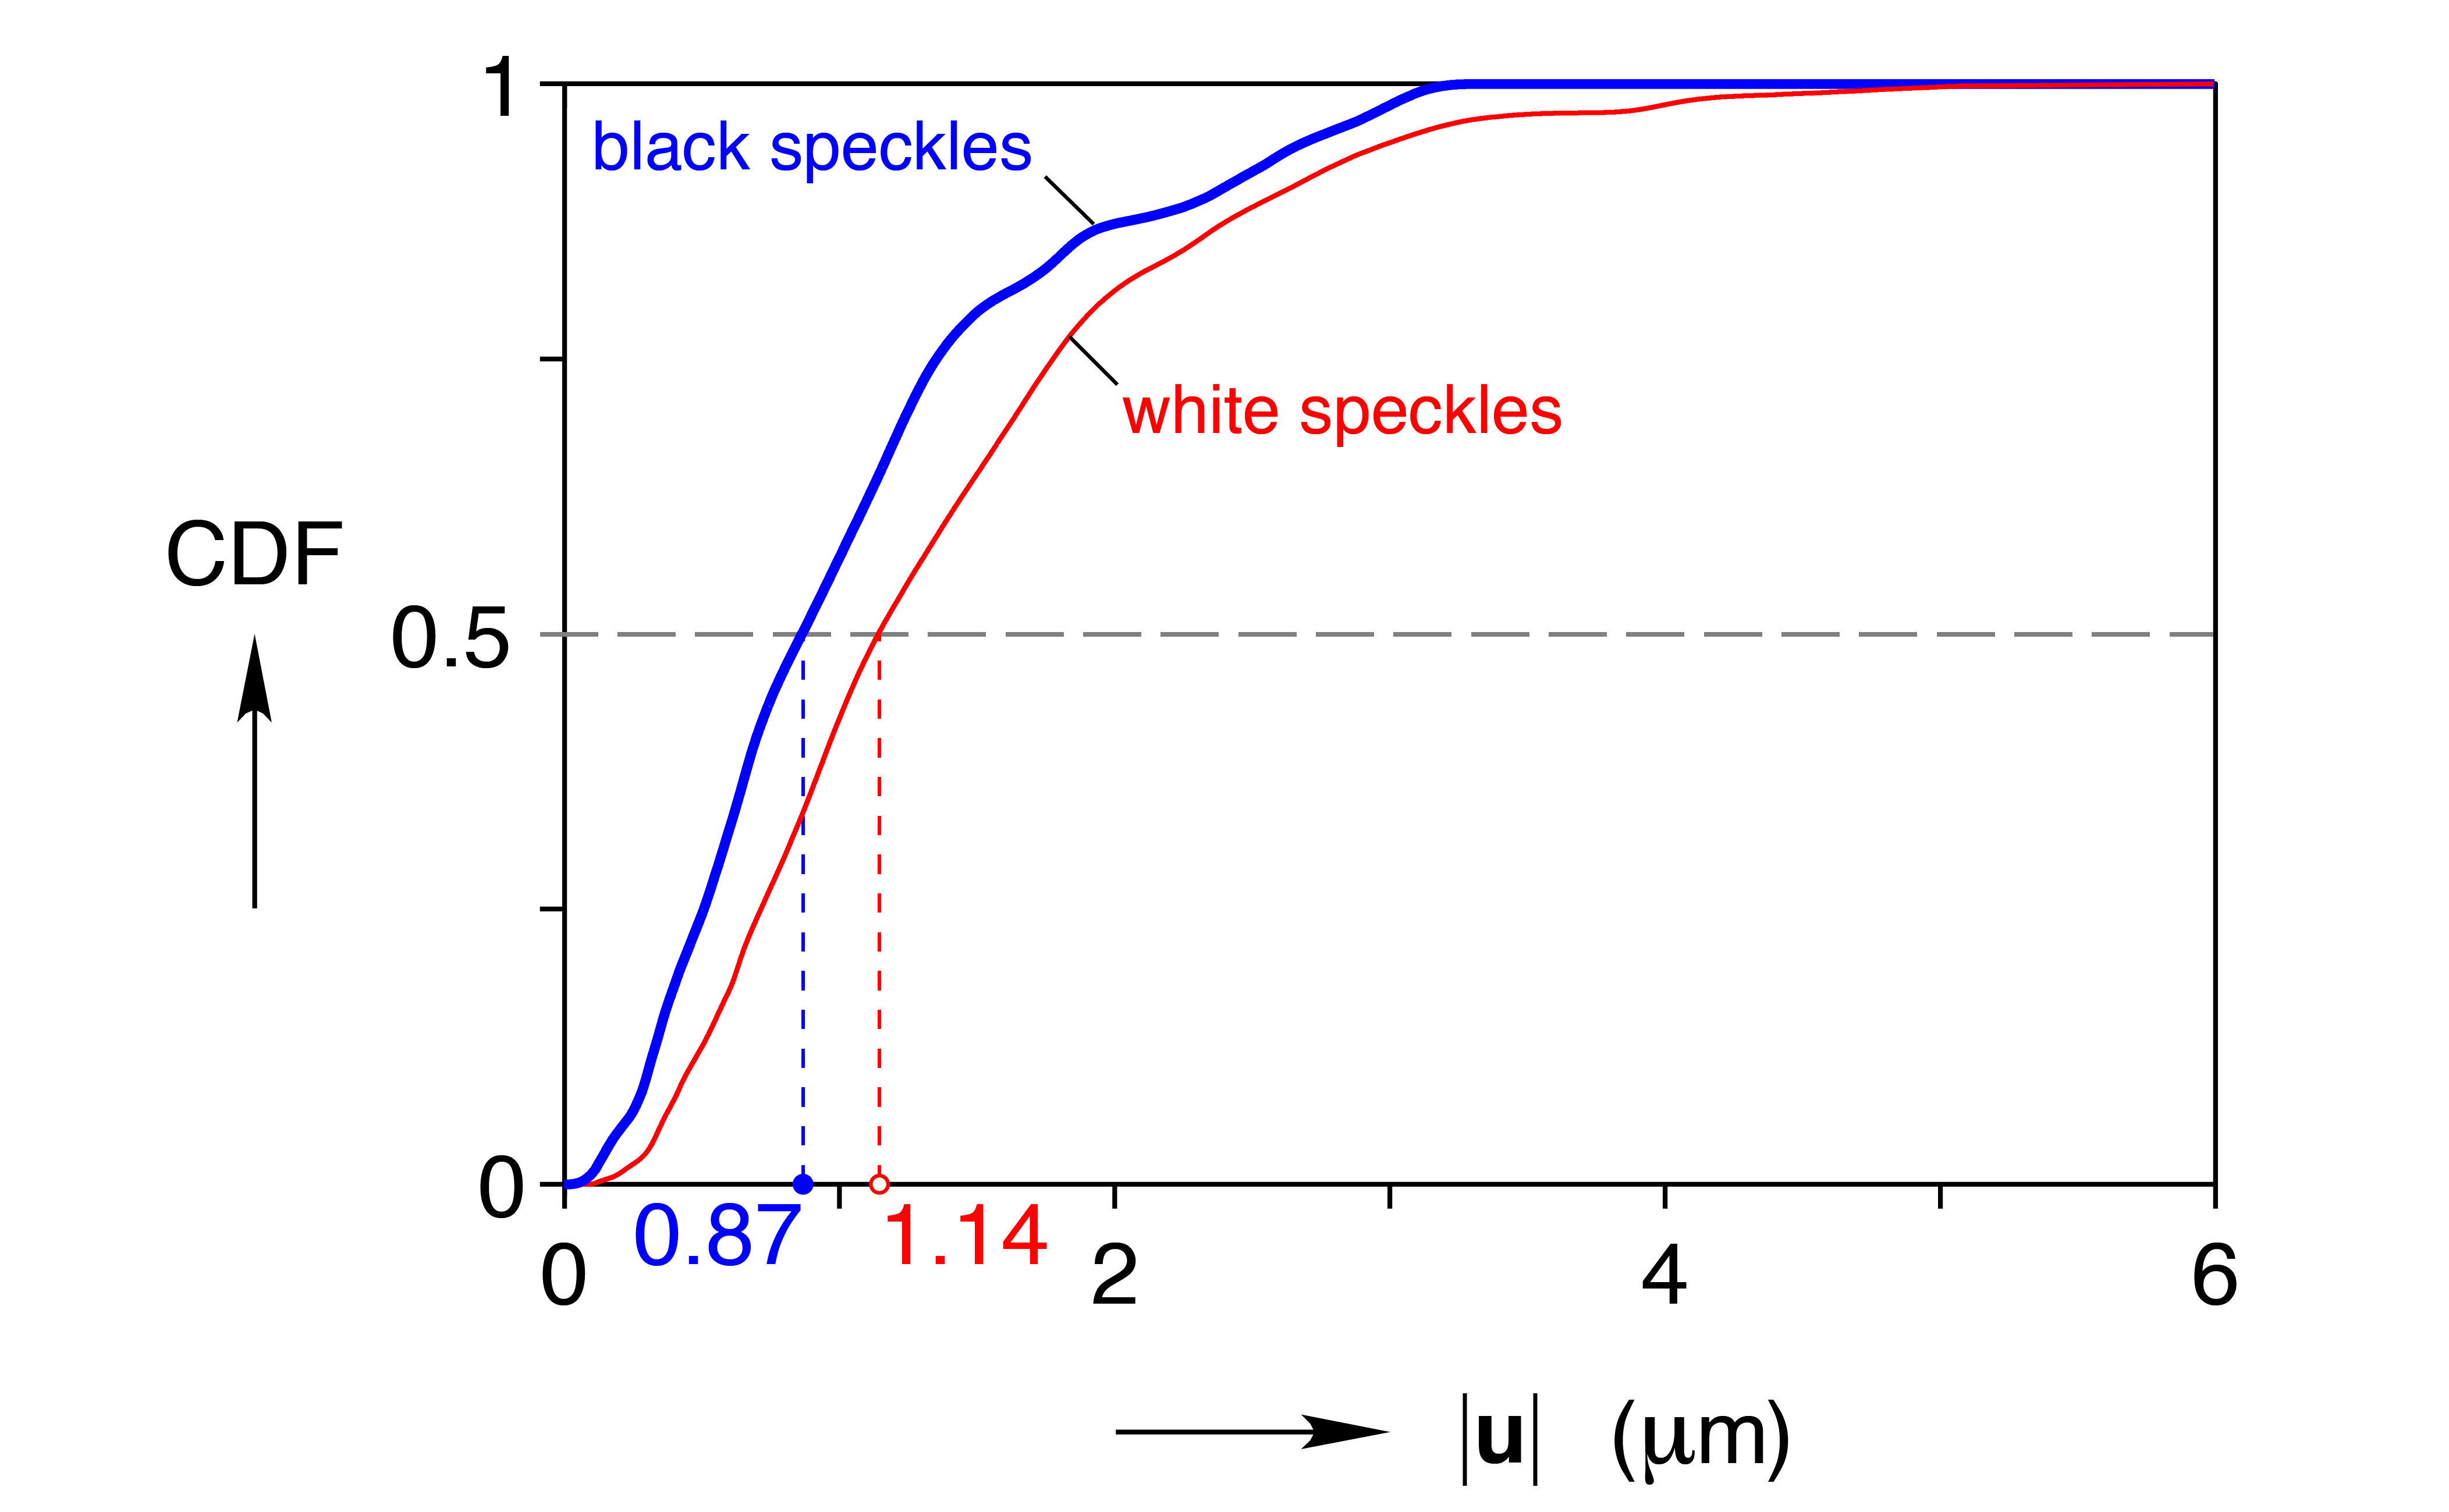 1
black speckles
white speckles
CDF
0.5
0
0.87 1.14
0 2 4 6
|u| (μm)